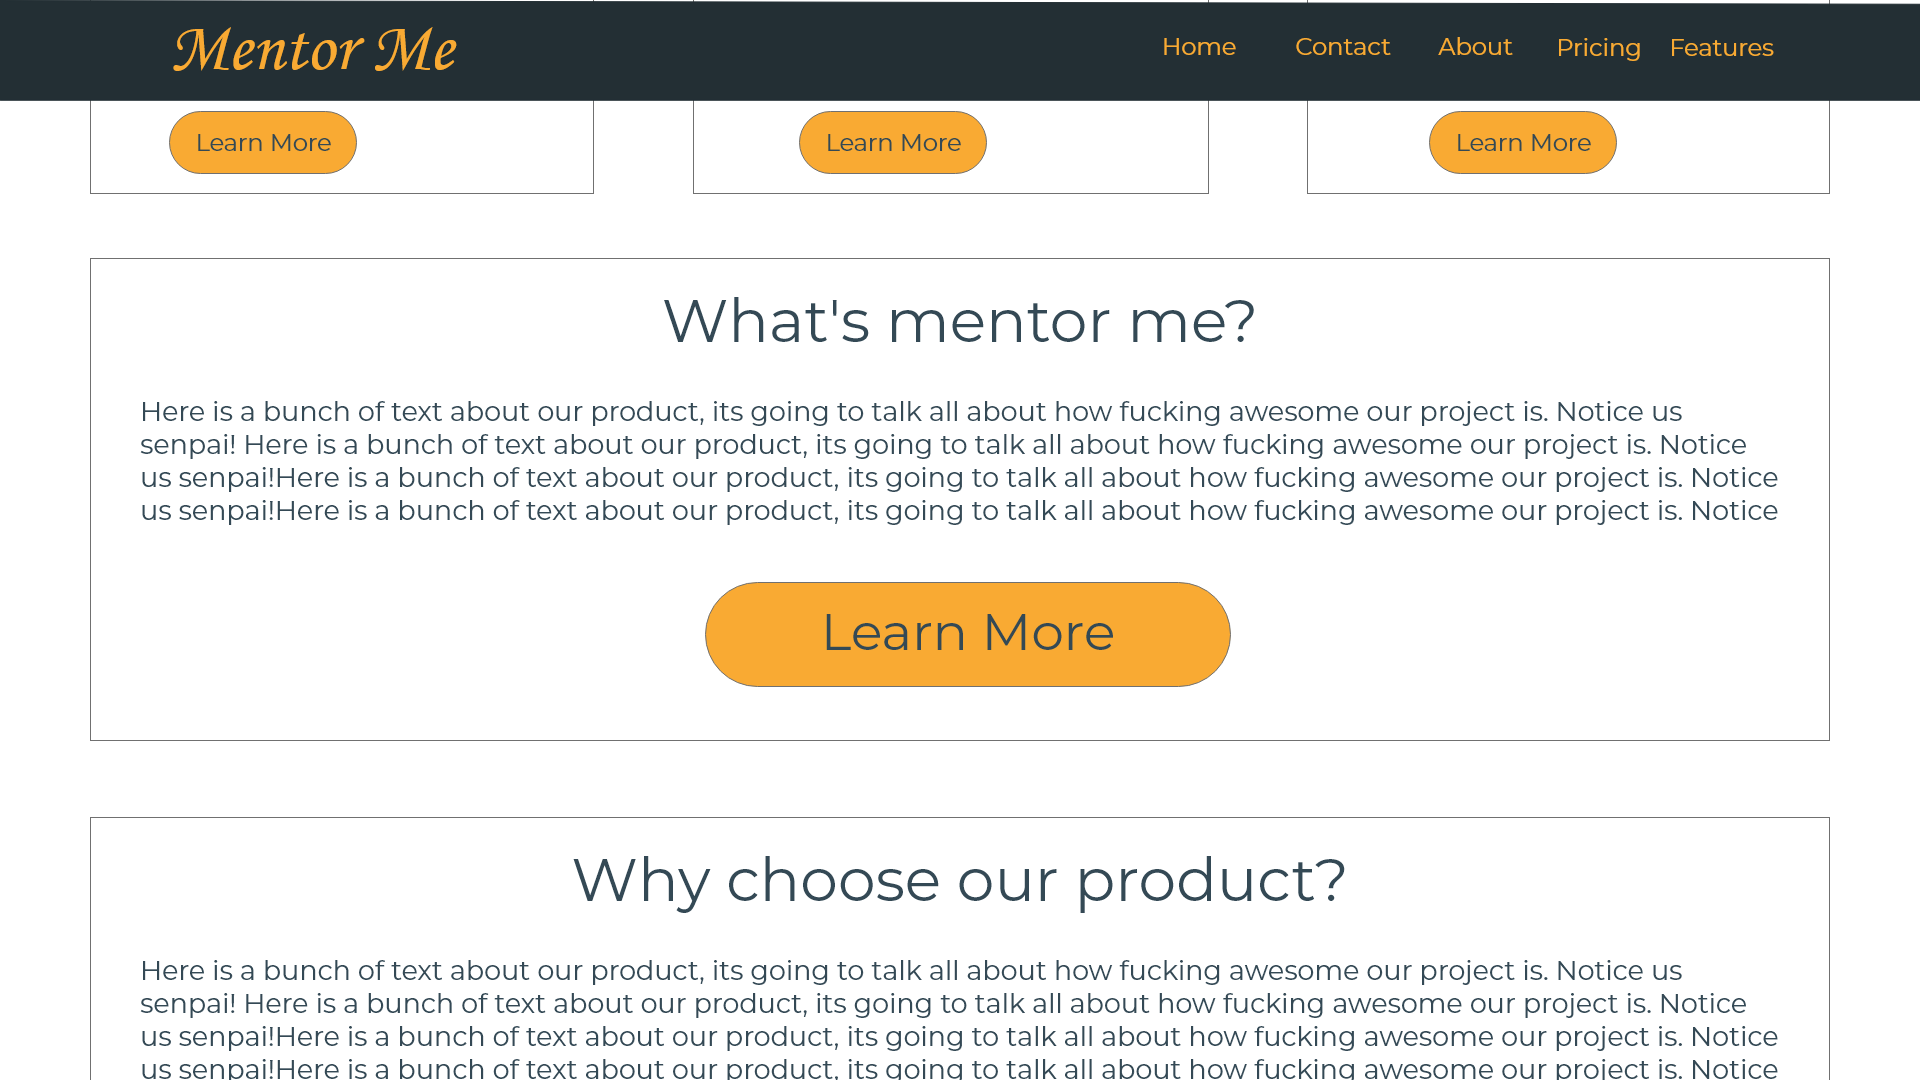 Mentor Me
Home Contact About Pricing Features
Learn More Learn More Learn More
What's mentor me?
Here is a bunch of text about our product, its going to talk all about how fucking awesome our project is. Notice us
senpai! Here is a bunch of text about our product, its going to talk all about how fucking awesome our project is. Notice
us senpai!Here is a bunch of text about our product, its going to talk all about how fucking awesome our project is. Notice
us senpai!Here is a bunch of text about our product, its going to talk all about how fucking awesome our project is. Notice
Learn More
Why choose our product?
Here is a bunch of text about our product, its going to talk all about how fucking awesome our project is. Notice us
senpai! Here is a bunch of text about our product, its going to talk all about how fucking awesome our project is. Notice
us senpai!Here is a bunch of text about our product, its going to talk all about how fucking awesome our project is. Notice
us senpai!Here is a bunch of text about our product, its going to talk all about how fucking awesome our project is. Notice